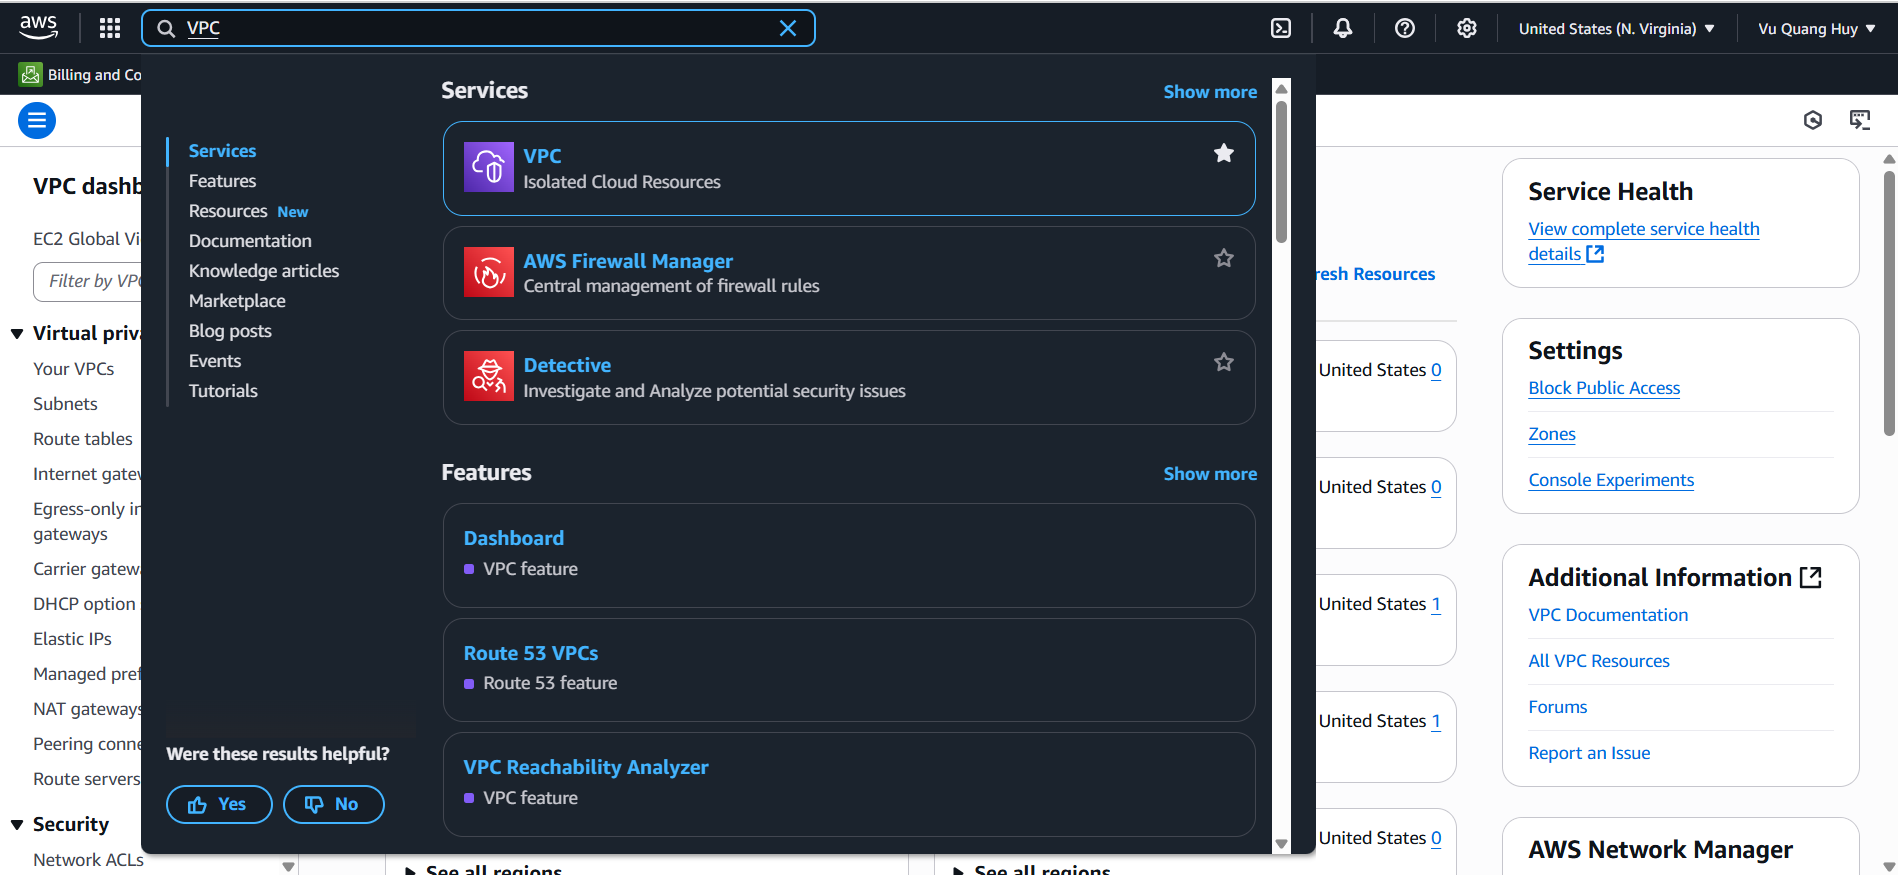 aws
VPC
United States (N. Virginia)
Vu Quang Huy
Billing and Co
Services
Features
Resources New
Documentation
Knowledge articles
Marketplace
Blog posts
Events
Tutorials
Were these results helpful?
Yes
No
Services
Show more
VPC
Isolated Cloud Resources
AWS Firewall Manager
Central management of firewall rules
Detective
Investigate and Analyze potential security issues
Features
Show more
Dashboard
VPC feature
Route 53 VPCs
Route 53 feature
VPC Reachability Analyzer
VPC feature
VPC dashb
EC2 Global Vi
Filter by VPC
Virtual priva
Your VPCs
Subnets
Route tables
Internet gatew
Egress-only in
gateways
Carrier gatewa
DHCP option
Elastic IPs
Managed pref
NAT gateways
Peering conne
Route servers
Security
Network ACLs
See all regions
See all regions
resh Resources
United States 0
United States 0
United States 1
United States 1
United States 0
Service Health
View complete service health
details
Settings
Block Public Access
Zones
Console Experiments
Additional Information
VPC Documentation
All VPC Resources
Forums
Report an Issue
AWS Network Manager